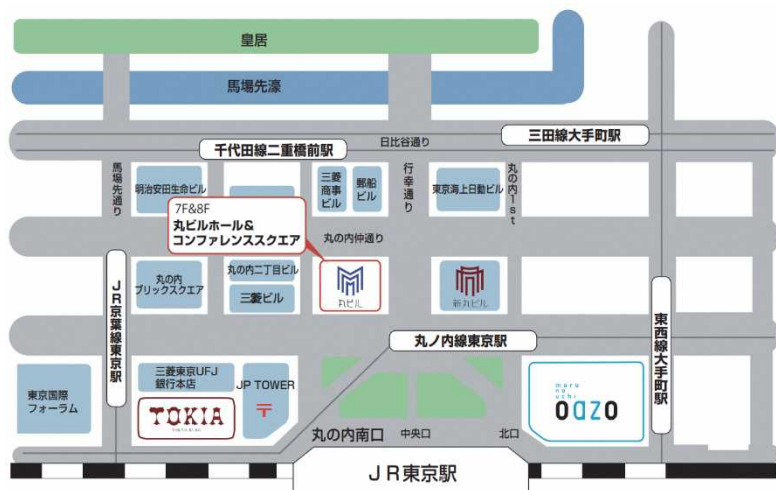 皇居
馬場先濠
日比谷通り
三田線大手町駅
千代田線二重橋前駅
馬場先通り
明治安田生命ビル
三菱
商事
ビル
郵船
ビル
行幸通り
東京海上日動ビル
丸の内1st
7F&8F
丸ビルホール&
コンファレンススクエア
丸の内仲通り
JR京葉線東京駅
丸の内
ブリックスクエア
丸の内二丁目ビル
三菱ビル
丸ビル
新丸ビル
東西線大手町駅
丸ノ内線東京駅
東京国際
フォーラム
三菱東京UFJ
銀行本店
TOKIA
JP TOWER
〒
maru
no
uchi
oazo
丸の内南口
中央口
北口
JR東京駅